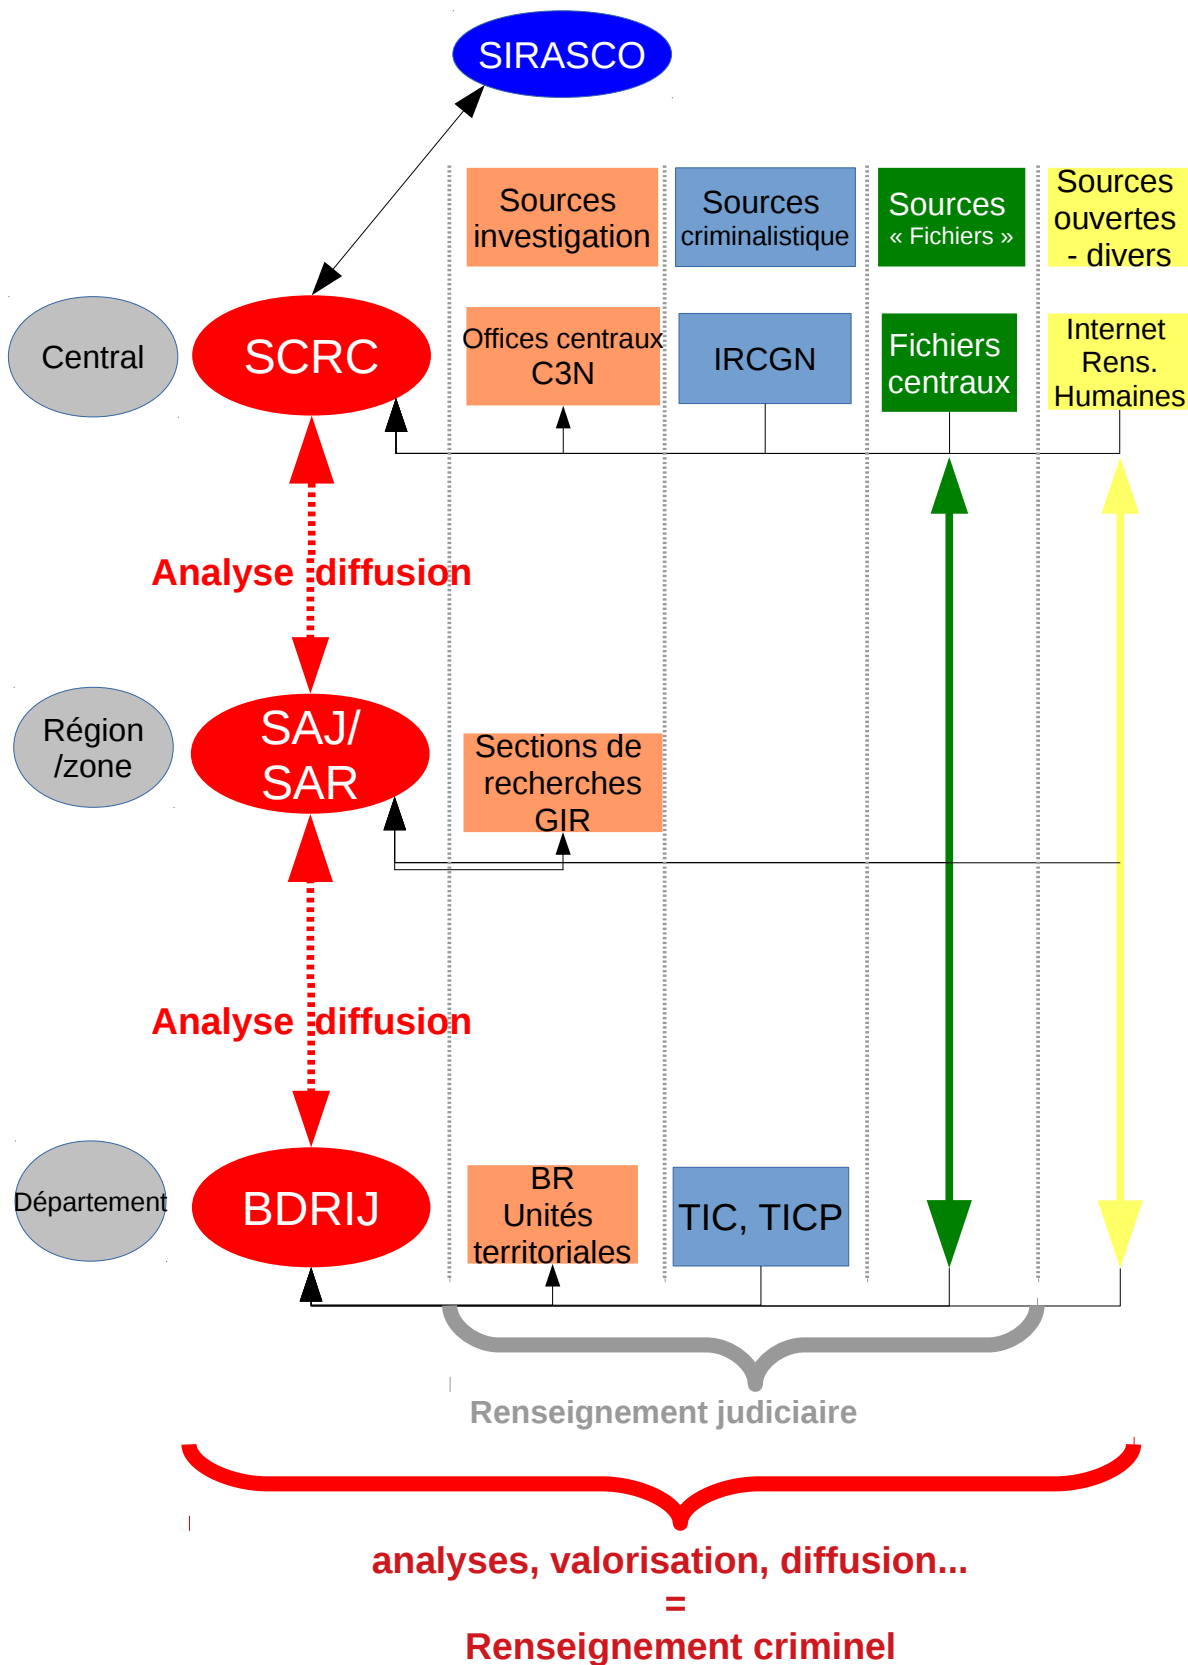 SIRASCO
Sources
investigation
Sources
criminalistique
Sources
« Fichiers »
Sources
ouvertes
- divers
Central
SCRC
Offices centraux
C3N
IRCGN
Fichiers
centraux
Internet
Rens.
Humaines
Analyse diffusion
Région
/zone
SAJ/
SAR
Sections de
recherches
GIR
Analyse diffusion
Département
BDRIJ
BR
Unités
territoriales
TIC, TICP
Renseignement judiciaire
analyses, valorisation, diffusion...
=
Renseignement criminel